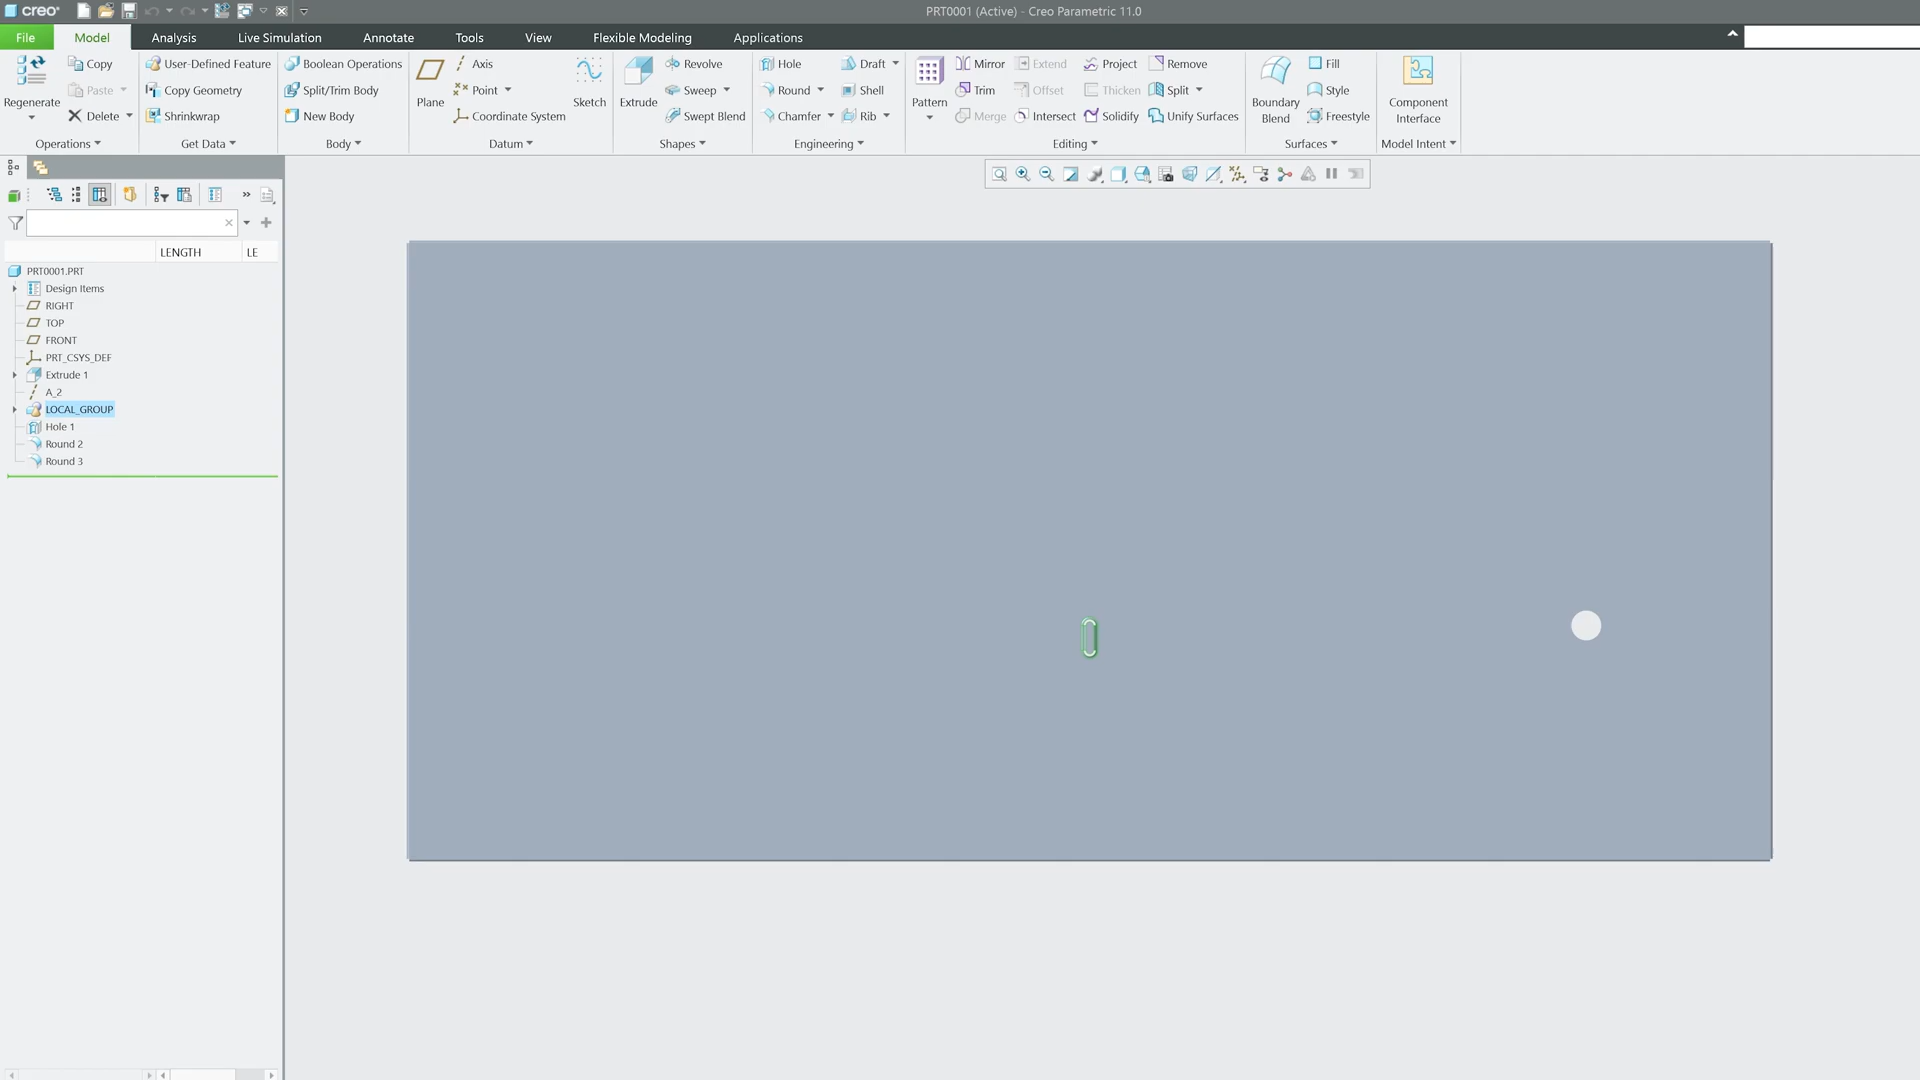 creo®
PRT0001 (Active) - Creo Parametric 11.0
File Model Analysis Live Simulation Annotate Tools View Flexible Modeling Applications
Regenerate
Copy
Paste
Delete
Operations
User-Defined Feature
Copy Geometry
Shrinkwrap
Get Data
Boolean Operations
Split/Trim Body
New Body
Body
Plane
Axis
Point
Coordinate System
Sketch
Datum
Extrude
Revolve
Sweep
Swept Blend
Shapes
Hole
Round
Chamfer
Draft
Shell
Rib
Engineering
Pattern
Mirror
Trim
Merge
Extend
Offset
Intersect
Project
Thicken
Solidify
Remove
Split
Unify Surfaces
Editing
Boundary
Blend
Fill
Style
Freestyle
Surfaces
Component
Interface
Model Intent
LENGTH LE
PRT0001.PRT
Design Items
RIGHT
TOP
FRONT
PRT_CSYS_DEF
Extrude 1
A_2
LOCAL_GROUP
Hole 1
Round 2
Round 3